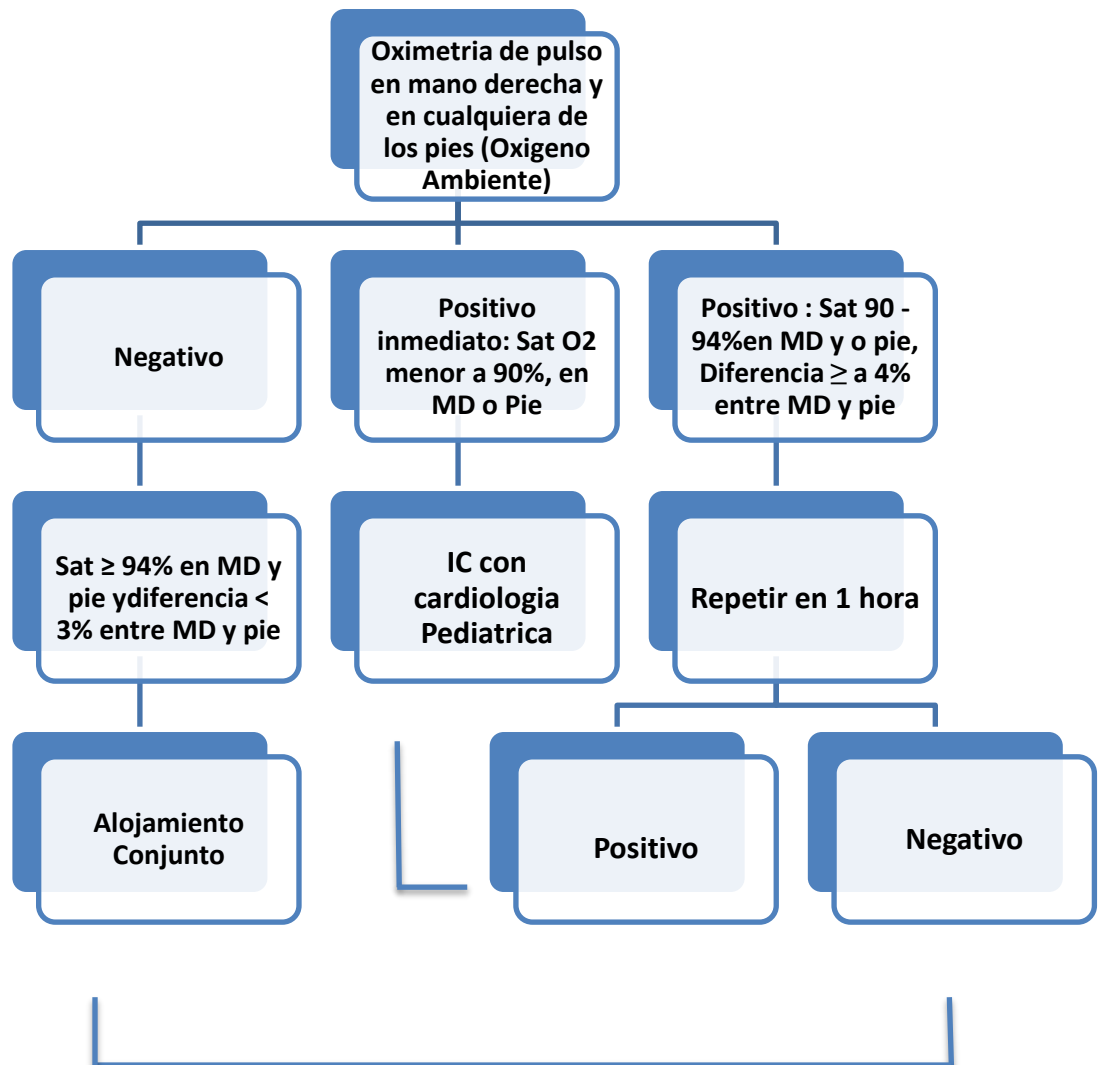 Oximetria de pulso
en mano derecha y
en cualquiera de
los pies (Oxigeno
Ambiente)
Negativo
Positivo
inmediato: Sat O2
menor a 90%, en
MD o Pie
Positivo : Sat 90 -
94%en MD y o pie,
Diferencia ≥ a 4%
entre MD y pie
Sat ≥ 94% en MD y
pie ydiferencia <
3% entre MD y pie
IC con
cardiologia
Pediatrica
Repetir en 1 hora
Alojamiento
Conjunto
Positivo
Negativo